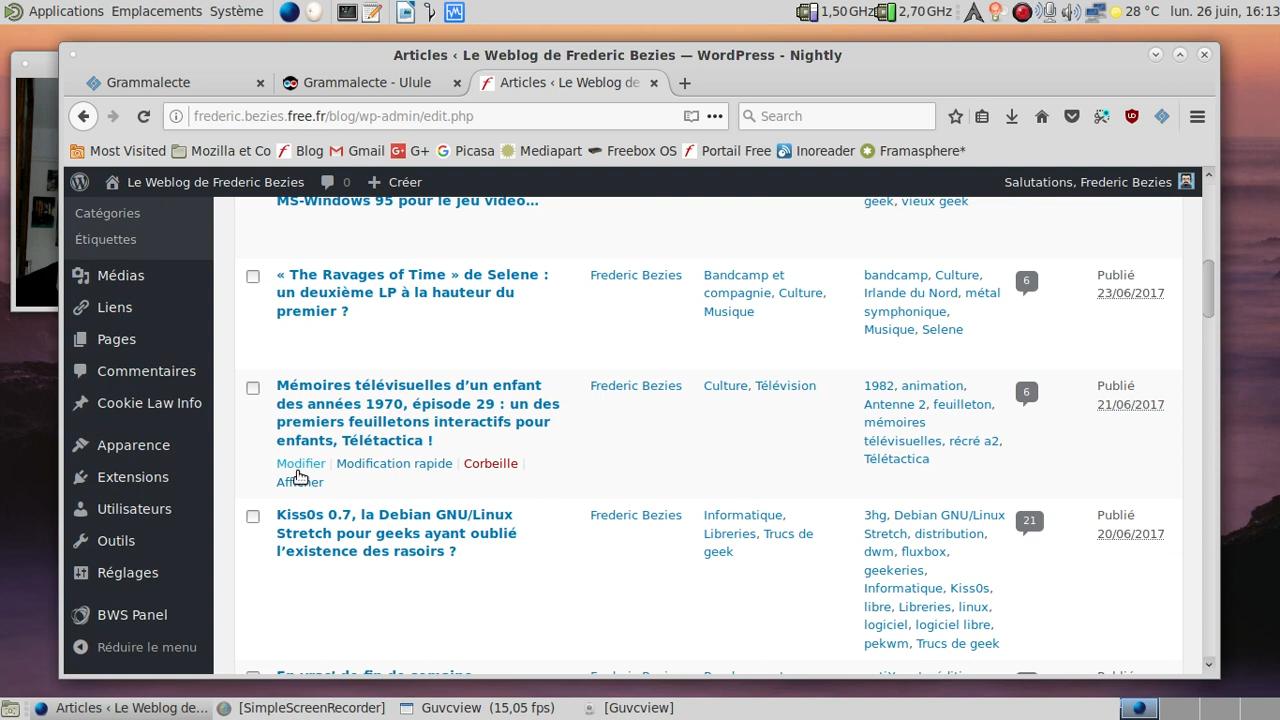 Applications Emplacements Système 1,50 GHz 2,70 GHz 28 °C lun. 26 juin, 16:13
Articles ‹ Le Weblog de Frederic Bezies — WordPress - Nightly
Grammalecte Grammalecte - Ulule Articles ‹ Le Weblog de
frederic.bezies.free.fr/blog/wp-admin/edit.php Search
Most Visited Mozilla et Co Blog Gmail G+ Picasa Mediapart Freebox OS Portail Free Inoreader Framasphere*
Le Weblog de Frederic Bezies 0 Créer Salutations, Frederic Bezies
Catégories
Étiquettes
Médias
Liens
Pages
Commentaires
Cookie Law Info
Apparence
Extensions
Utilisateurs
Outils
Réglages
BWS Panel
Réduire le menu
MS-Windows 95 pour le jeu vidéo…
geek, vieux geek
« The Ravages of Time » de Selene :
un deuxième LP à la hauteur du
premier ?
Frederic Bezies
Bandcamp et
compagnie, Culture,
Musique
bandcamp, Culture,
Irlande du Nord, métal
symphonique,
Musique, Selene
6
Publié
23/06/2017
Mémoires télévisuelles d’un enfant
des années 1970, épisode 29 : un des
premiers feuilletons interactifs pour
enfants, Télétactica !
Modifier | Modification rapide | Corbeille |
Afficher
Frederic Bezies
Culture, Télévision
1982, animation,
Antenne 2, feuilleton,
mémoires
télévisuelles, récré a2,
Télétactica
6
Publié
21/06/2017
Kiss0s 0.7, la Debian GNU/Linux
Stretch pour geeks ayant oublié
l’existence des rasoirs ?
Frederic Bezies
Informatique,
Libreries, Trucs de
geek
3hg, Debian GNU/Linux
Stretch, distribution,
dwm, fluxbox,
geekeries,
Informatique, Kiss0s,
libre, Libreries, linux,
logiciel, logiciel libre,
pekwm, Trucs de geek
21
Publié
20/06/2017
En vrac' de fin de semaine
Frederic Bezies
Articles ‹ Le Weblog de... [SimpleScreenRecorder] Guvcview (15,05 fps) [Guvcview]